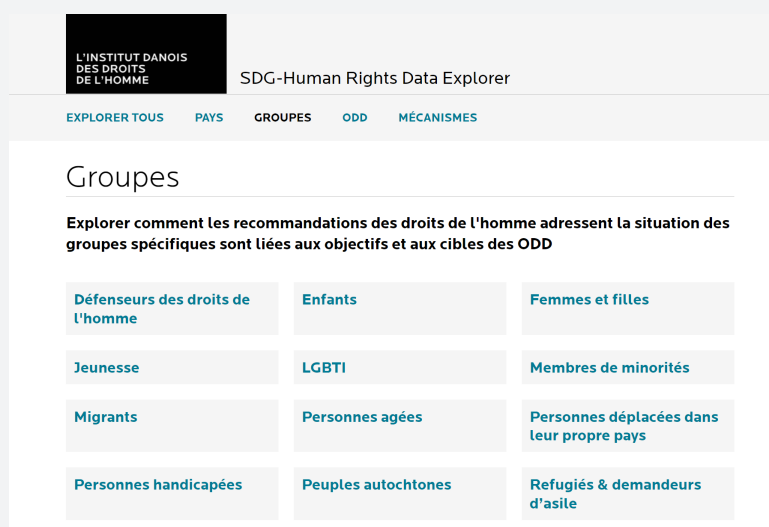 L'INSTITUT DANOIS
DES DROITS
DE L'HOMME
SDG-Human Rights Data Explorer
EXPLORER TOUS PAYS GROUPES ODD MÉCANISMES
Groupes
Explorer comment les recommandations des droits de l'homme adressent la situation des
groupes spécifiques sont liées aux objectifs et aux cibles des ODD
Défenseurs des droits de
l'homme
Enfants
Femmes et filles
Jeunesse
LGBTI
Membres de minorités
Migrants
Personnes agées
Personnes déplacées dans
leur propre pays
Personnes handicapées
Peuples autochtones
Refugiés & demandeurs
d’asile